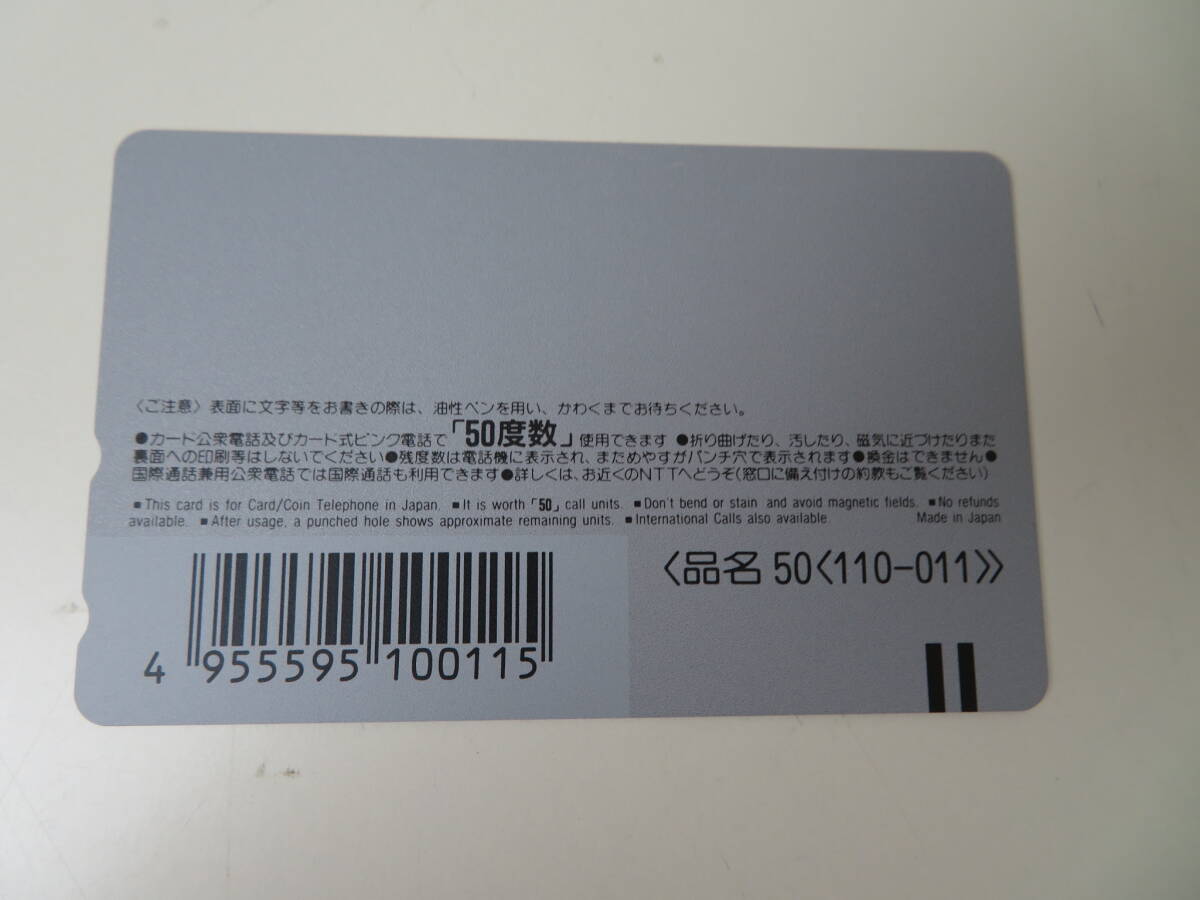 〈ご注意〉表面に文字等をお書きの際は、油性ペンを用い、かわくまでお待ちください。
●カード公衆電話及びカード式ピンク電話で「50度数」使用できます ●折り曲げたり、汚したり、磁気に近づけたりまた
裏面への印刷等はしないでください●残度数は電話機に表示され、まためやすがパンチ穴で表示されます●換金はできません●
国際通話兼用公衆電話では国際通話も利用できます●詳しくは、お近くのNTTへどうぞ(窓口に備え付けの約款もご覧ください)
■This card is for Card/Coin Telephone in Japan. ■It is worth「50」call units. ■Don't bend or stain and avoid magnetic fields. ■No refunds
available. ■After usage, a punched hole shows approximate remaining units. ■International Calls also available. Made in Japan
〈品名 50〈110-011〉〉
4 955595 100115